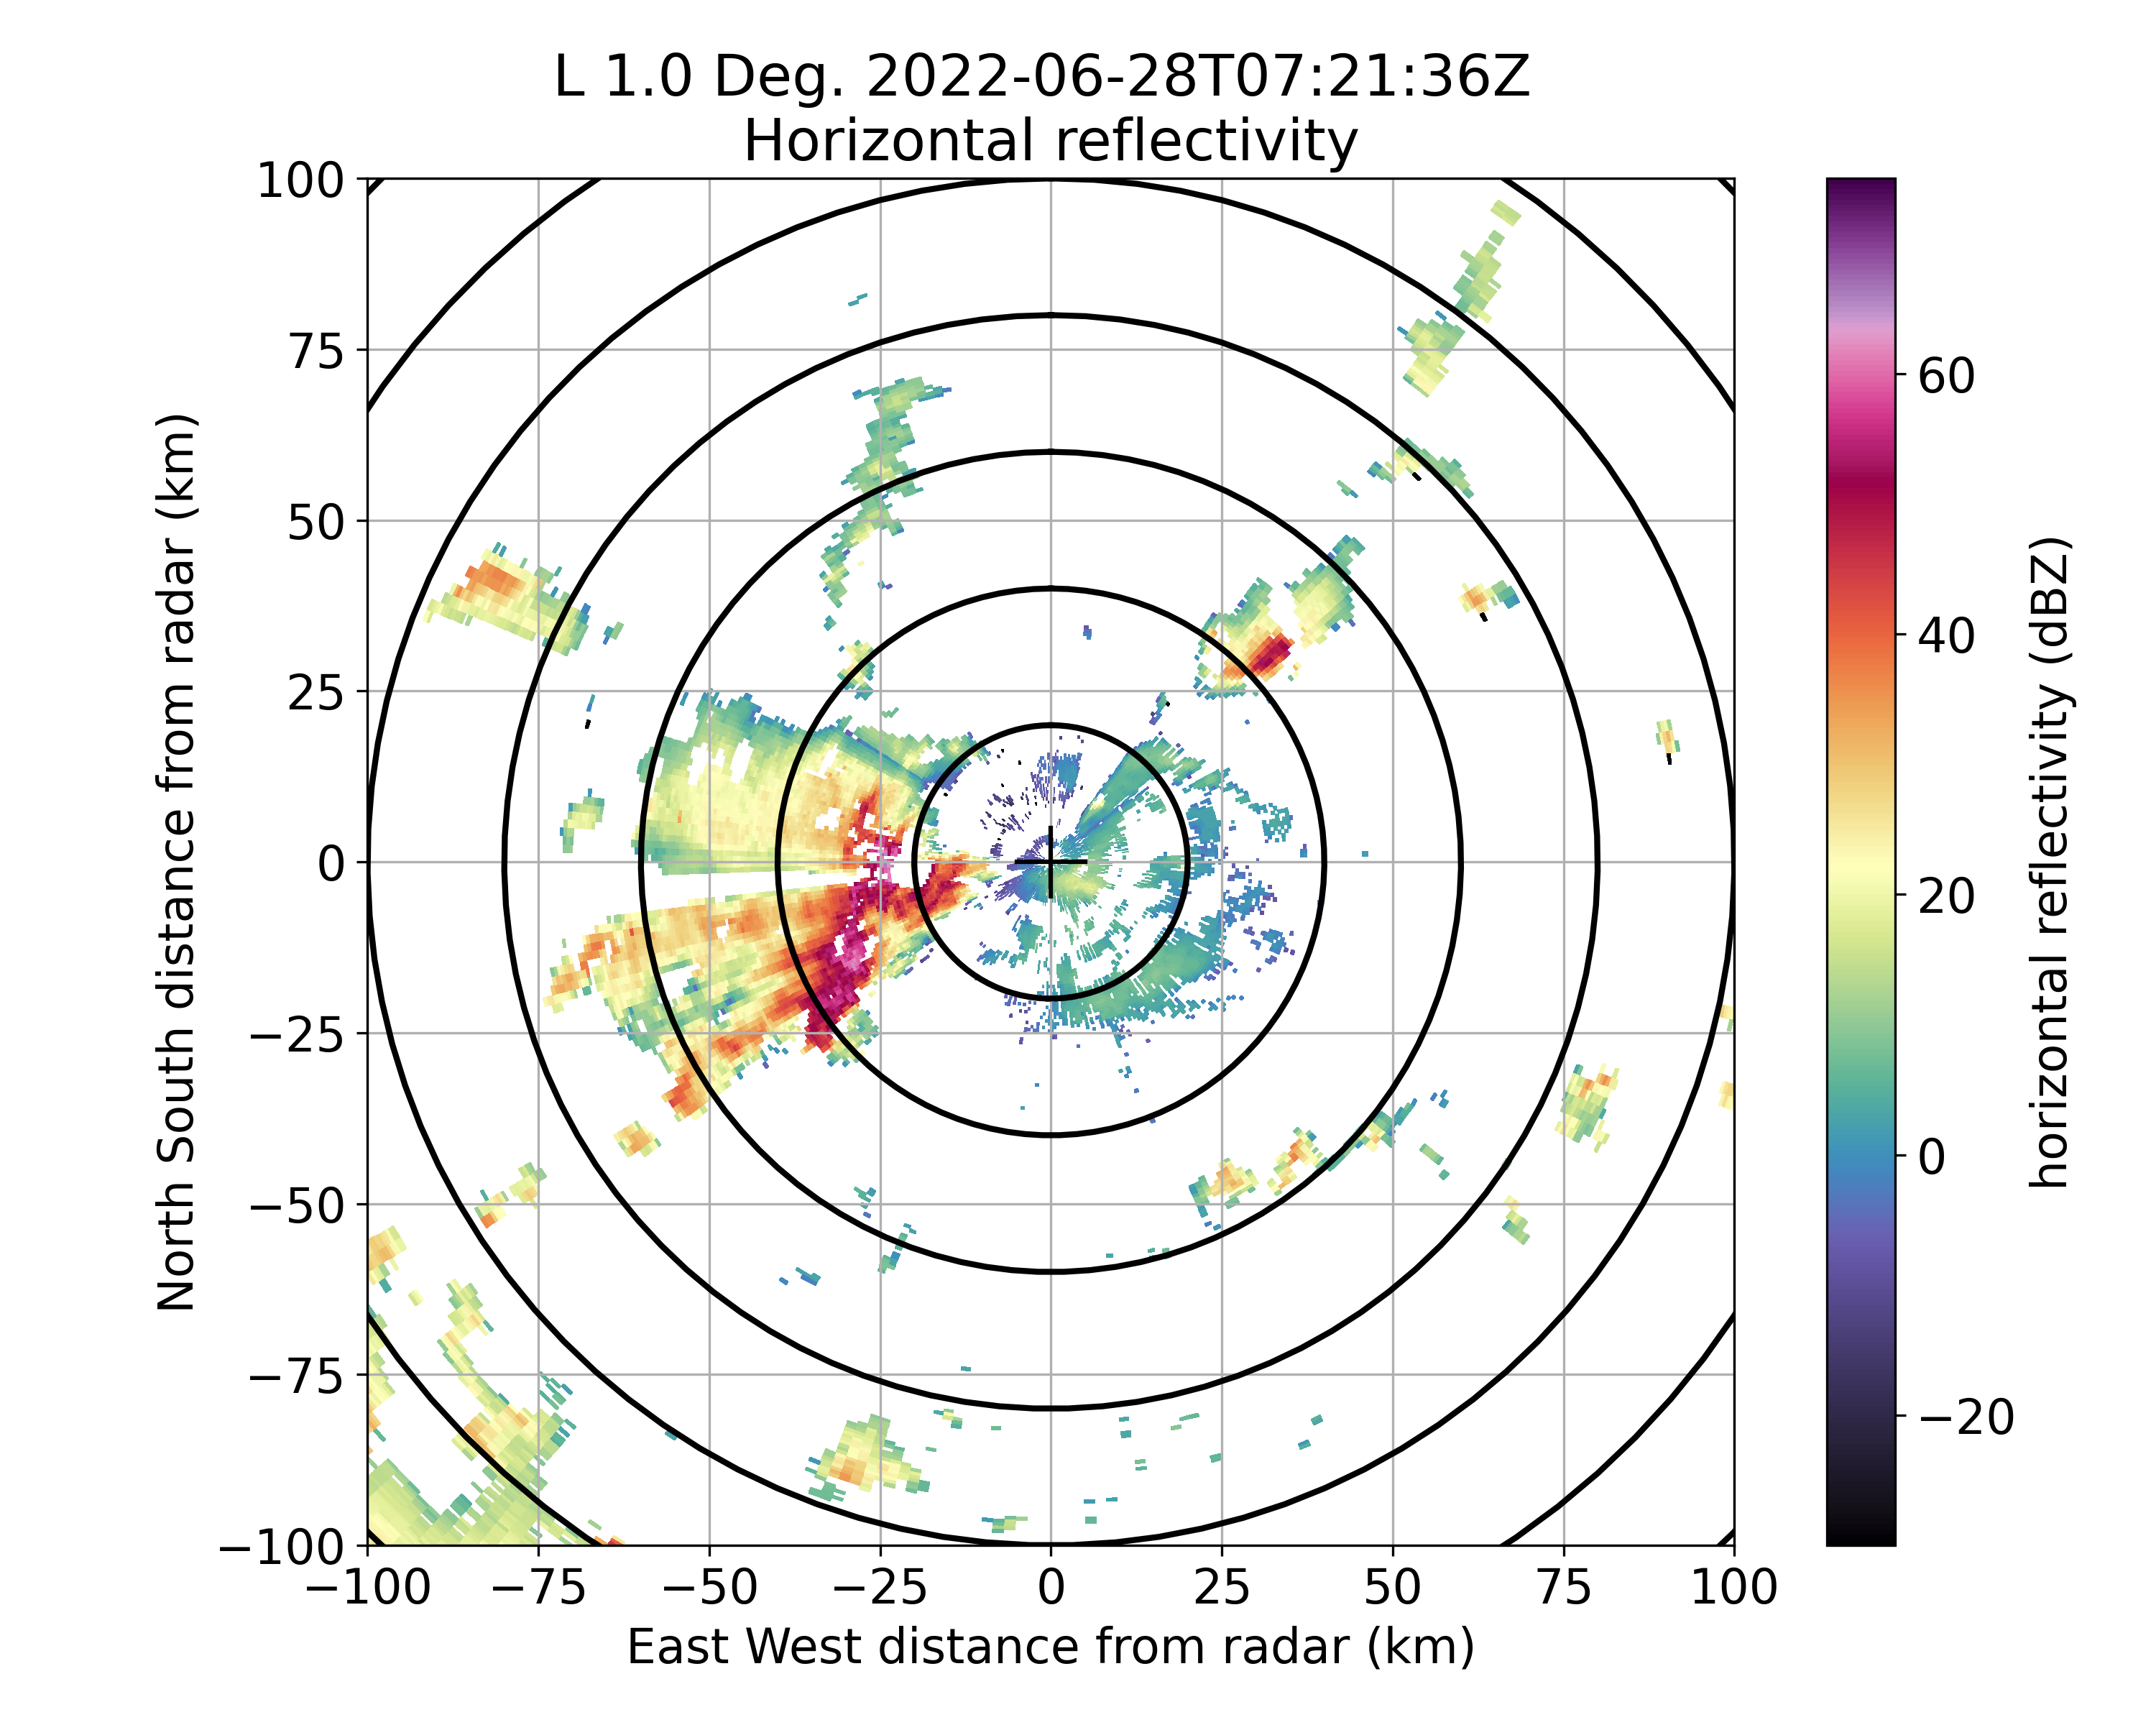 L 1.0 Deg. 2022-06-28T07:21:36Z
Horizontal reflectivity
100
75
50
25
0
−25
−50
−75
−100
North South distance from radar (km)
−100 −75 −50 −25 0 25 50 75 100
East West distance from radar (km)
60
40
20
0
−20
horizontal reflectivity (dBZ)